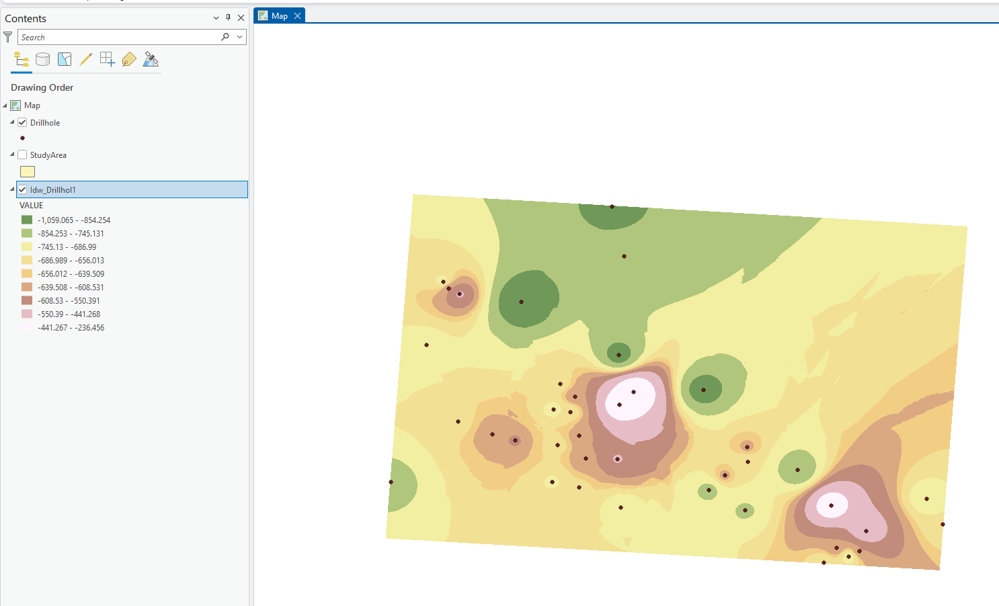 Contents
Search
Drawing Order
Map
Drillhole
StudyArea
Idw_Drillhol1
VALUE
-1,059.065 - -854.254
-854.253 - -745.131
-745.13 - -686.99
-686.989 - -656.013
-656.012 - -639.509
-639.508 - -608.531
-608.53 - -550.391
-550.39 - -441.268
-441.267 - -236.456
Map